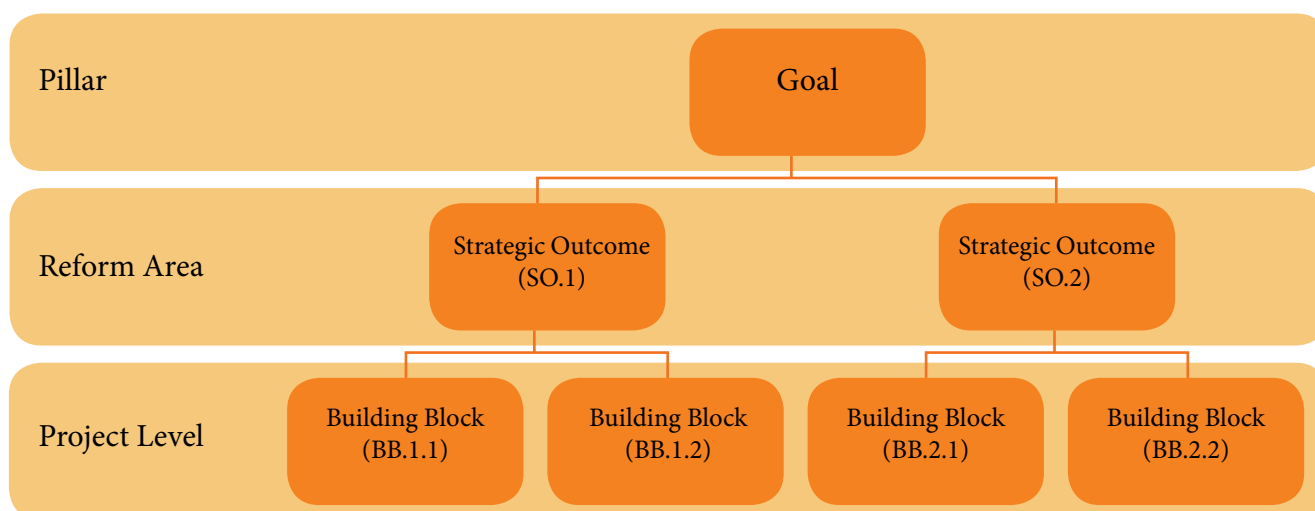 Pillar
Goal
Reform Area
Strategic Outcome
(SO.1)
Strategic Outcome
(SO.2)
Project Level
Building Block
(BB.1.1)
Building Block
(BB.1.2)
Building Block
(BB.2.1)
Building Block
(BB.2.2)